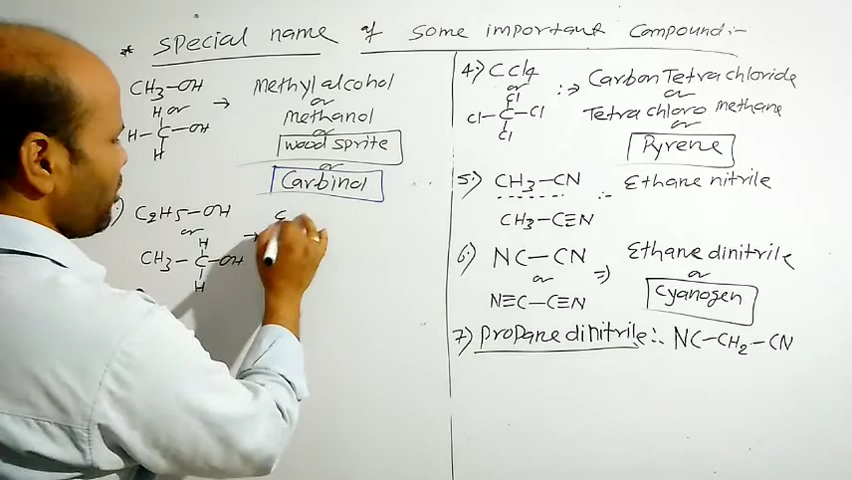 * special name of some important Compound:-
CH3-OH → Methyl alcohol
or or
H
H-C-OH methanol
H or
wood sprite
or
Carbinol
C2H5-OH
or
H
CH3-C-OH →
H
4:) CCl4 :→ Carbon Tetra chloride
or or
Cl
Cl-C-Cl Tetra chloro methane
Cl or
Pyrene
5:) CH3-CN :- Ethane nitrile
CH3-C≡N
6:) NC-CN ⇒ Ethane dinitrile
or or
N≡C-C≡N Cyanogen
7:) propane dinitrile:. NC-CH2-CN